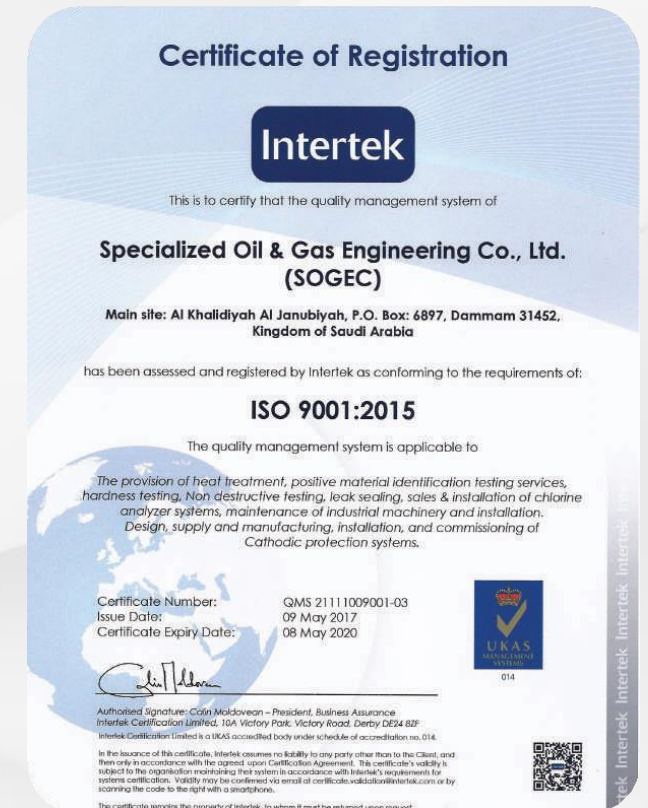 Certificate of Registration
Intertek
This is to certify that the quality management system of
Specialized Oil & Gas Engineering Co., Ltd.
(SOGEC)
Main site: Al Khalidiyah Al Janubiyah, P.O. Box: 6897, Dammam 31452,
Kingdom of Saudi Arabia
has been assessed and registered by Intertek as conforming to the requirements of:
ISO 9001:2015
The quality management system is applicable to
The provision of heat treatment, positive material identification testing services,
hardness testing, Non destructive testing, leak sealing, sales & installation of chlorine
analyzer systems, maintenance of industrial machinery and installation.
Design, supply and manufacturing, installation, and commissioning of
Cathodic protection systems.
Certificate Number: QMS 21111009001-03
Issue Date: 09 May 2017
Certificate Expiry Date: 08 May 2020
UKAS
MANAGEMENT
SYSTEMS
014
Authorised Signature: Calin Moldovean – President, Business Assurance
Intertek Certification Limited, 10A Victory Park, Victory Road, Derby DE24 8ZF
Intertek Certification Limited is a UKAS accredited body under schedule of accreditation no. 014.
In the issuance of this certificate, Intertek assumes no liability to any party other than to the Client, and
then only in accordance with the agreed upon Certification Agreement. This certificate's validity is
subject to the organisation maintaining their system in accordance with Intertek's requirements for
systems certification. Validity may be confirmed via email at certificate.validation@intertek.com or by
scanning the code to the right with a smartphone.
The certificate remains the property of Intertek, to whom it must be returned upon request.
Intertek Intertek Intertek Intertek